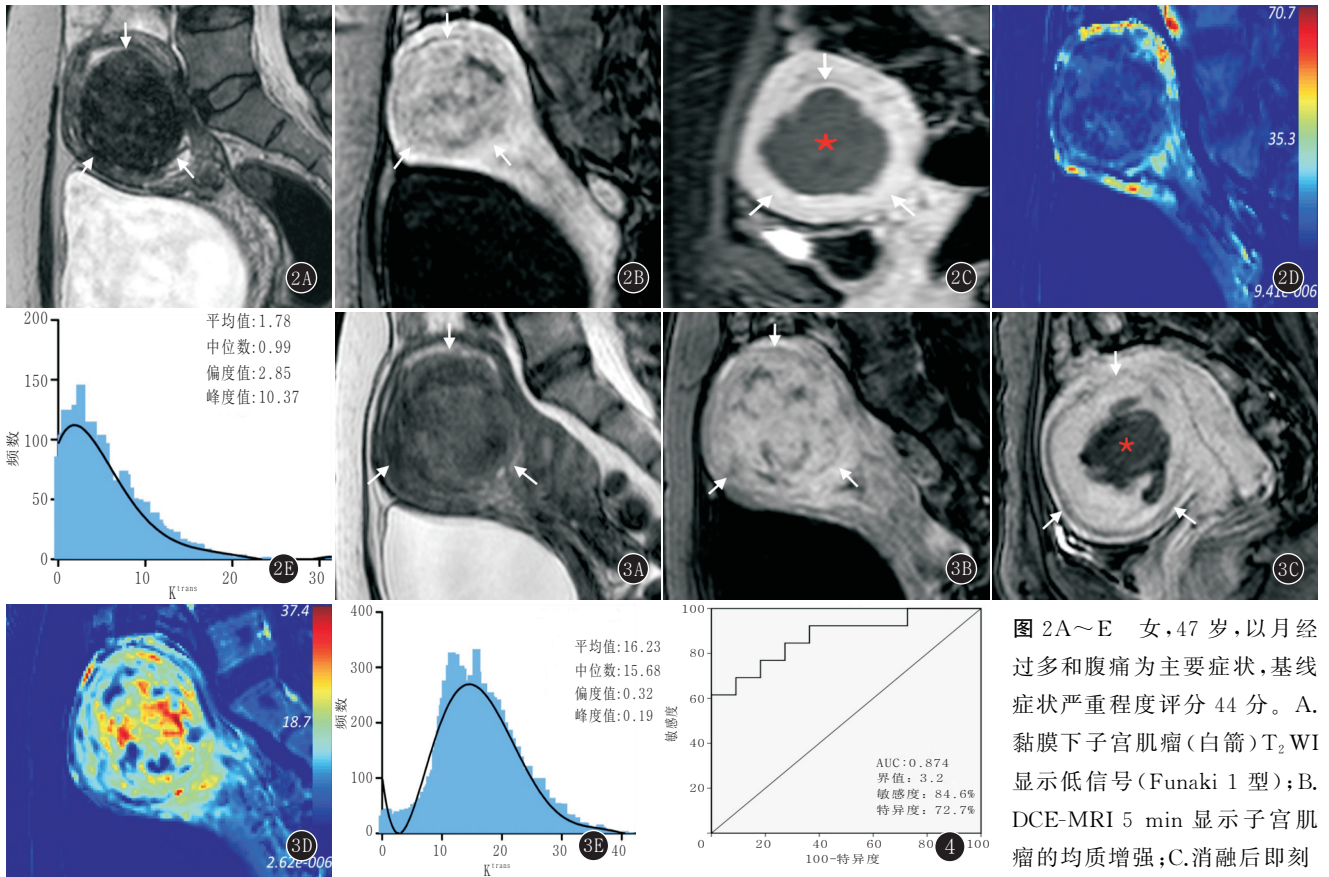 2A
2B
2C
70.7
35.3
9.41e-006
2D
200
150
100
50
0
频数
平均值:1.78
中位数:0.99
偏度值:2.85
峰度值:10.37
0
10
20
30
K^trans
2E
3A
3B
3C
37.4
18.7
2.62e-006
3D
400
300
200
100
0
频数
平均值:16.23
中位数:15.68
偏度值:0.32
峰度值:0.19
0
10
20
30
40
K^trans
3E
100
80
60
40
20
0
敏感度
AUC:0.874
界值: 3.2
敏感度: 84.6%
特异度: 72.7%
20
40
60
80
100
100-特异度
4
图 2A～E 女,47 岁,以月经
过多和腹痛为主要症状,基线
症状严重程度评分 44 分。A.
黏膜下子宫肌瘤(白箭)T₂WI
显示低信号(Funaki 1 型);B.
DCE-MRI 5 min 显示子宫肌
瘤的均质增强;C.消融后即刻